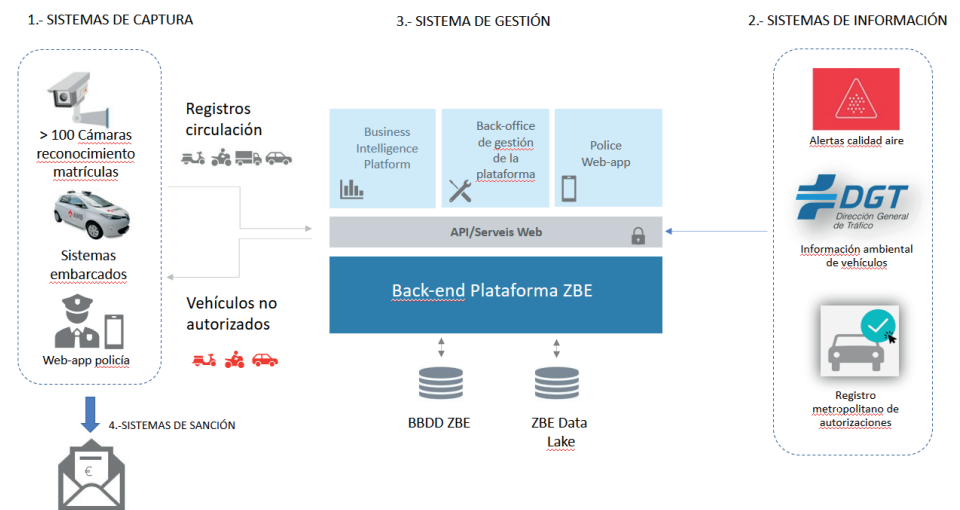 1.- SISTEMAS DE CAPTURA
3.- SISTEMA DE GESTIÓN
2.- SISTEMAS DE INFORMACIÓN
> 100 Cámaras
reconocimiento
matrículas
Sistemas
embarcados
Web-app policía
Registros
circulación
Vehículos no
autorizados
4.-SISTEMAS DE SANCIÓN
€
Business
Intelligence
Platform
Back-office
de gestión
de la
plataforma
Police
Web-app
API/Serveis Web
Back-end Plataforma ZBE
BBDD ZBE
ZBE Data
Lake
Alertas calidad aire
DGT
Dirección General
de Tráfico
Información ambiental
de vehículos
Registro
metropolitano de
autorizaciones